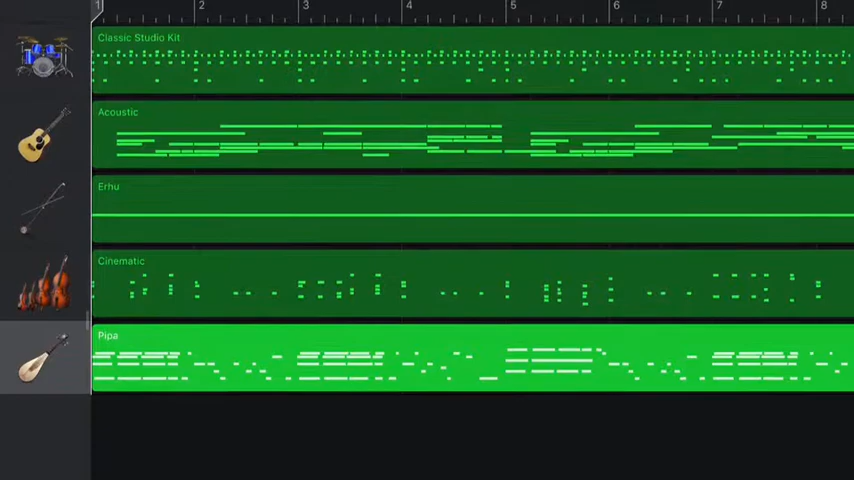 1 2 3 4 5 6 7 8
Classic Studio Kit
Acoustic
Erhu
Cinematic
Pipa